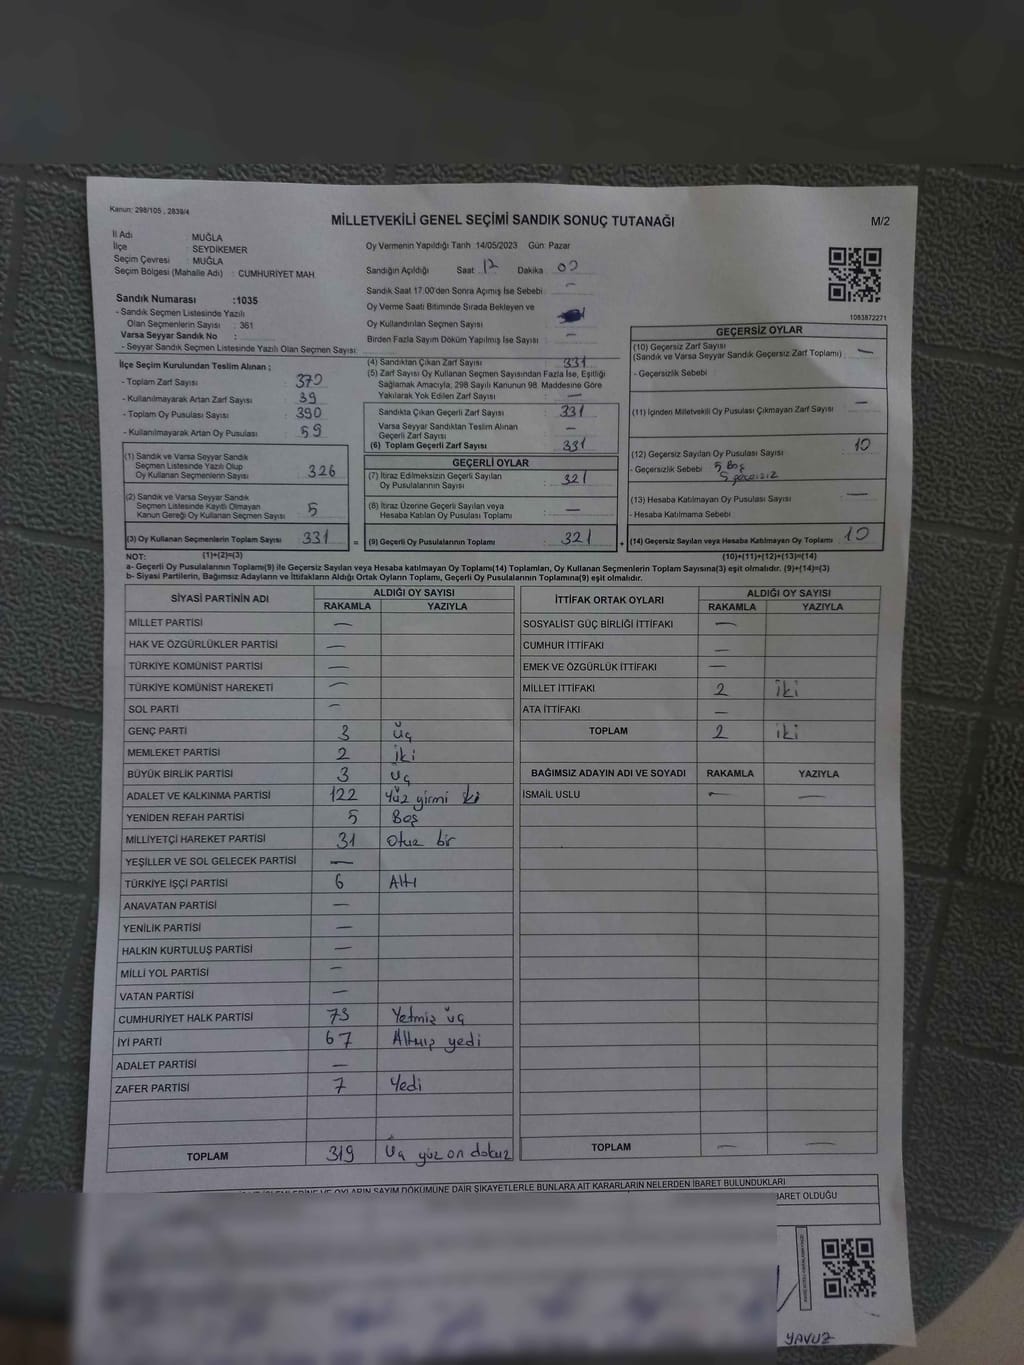 Kanun: 298/105 , 2839/4
MİLLETVEKİLİ GENEL SEÇİMİ SANDIK SONUÇ TUTANAĞI
M/2
İl Adı : MUĞLA
İlçe : SEYDİKEMER
Seçim Çevresi : MUĞLA
Seçim Bölgesi (Mahalle Adı) : CUMHURİYET MAH.
Sandık Numarası :1035
- Sandık Seçmen Listesinde Yazılı
Olan Seçmenlerin Sayısı : 361
Varsa Seyyar Sandık No :
- Seyyar Sandık Seçmen Listesinde Yazılı Olan Seçmen Sayısı:
Oy Vermenin Yapıldığı Tarih 14/05/2023 Gün: Pazar
Sandığın Açıldığı Saat 17 Dakika 00
Sandık Saat 17.00'den Sonra Açılmış İse Sebebi : -
Oy Verme Saati Bitiminde Sırada Bekleyen ve
Oy Kullandırılan Seçmen Sayısı :
Birden Fazla Sayım Döküm Yapılmış İse Sayısı : -
1083872271
İlçe Seçim Kurulundan Teslim Alınan ;
- Toplam Zarf Sayısı : 370
- Kullanılmayarak Artan Zarf Sayısı : 39
- Toplam Oy Pusulası Sayısı : 390
- Kullanılmayarak Artan Oy Pusulası : 59
(1) Sandık ve Varsa Seyyar Sandık
Seçmen Listesinde Yazılı Olup
Oy Kullanan Seçmenlerin Sayısı : 326
(2) Sandık ve Varsa Seyyar Sandık
Seçmen Listesinde Kayıtlı Olmayan
Kanun Gereği Oy Kullanan Seçmen Sayısı : 5
(3) Oy Kullanan Seçmenlerin Toplam Sayısı : 331
(1)+(2)=(3)
(4) Sandıktan Çıkan Zarf Sayısı : 331
(5) Zarf Sayısı Oy Kullanan Seçmen Sayısından Fazla İse, Eşitliği
Sağlamak Amacıyla, 298 Sayılı Kanunun 98. Maddesine Göre
Yakılarak Yok Edilen Zarf Sayısı : —
Sandıkta Çıkan Geçerli Zarf Sayısı : 331
Varsa Seyyar Sandıktan Teslim Alınan
Geçerli Zarf Sayısı : —
(6) Toplam Geçerli Zarf Sayısı : 331
GEÇERLİ OYLAR
(7) İtiraz Edilmeksizin Geçerli Sayılan
Oy Pusulalarının Sayısı : 321
(8) İtiraz Üzerine Geçerli Sayılan veya
Hesaba Katılan Oy Pusulası Toplamı : —
= (9) Geçerli Oy Pusulalarının Toplamı : 321
GEÇERSİZ OYLAR
(10) Geçersiz Zarf Sayısı
(Sandık ve Varsa Seyyar Sandık Geçersiz Zarf Toplamı) : —
- Geçersizlik Sebebi :
(11) İçinden Milletvekili Oy Pusulası Çıkmayan Zarf Sayısı : —
(12) Geçersiz Sayılan Oy Pusulası Sayısı : 10
- Geçersizlik Sebebi : 5 Boş
5 geçersiz
(13) Hesaba Katılmayan Oy Pusulası Sayısı : —
- Hesaba Katılmama Sebebi :
+ (14) Geçersiz Sayılan veya Hesaba Katılmayan Oy Toplamı : 10
(10)+(11)+(12)+(13)=(14)
NOT:
a- Geçerli Oy Pusulalarının Toplamı(9) ile Geçersiz Sayılan veya Hesaba katılmayan Oy Toplamı(14) Toplamları, Oy Kullanan Seçmenlerin Toplam Sayısına(3) eşit olmalıdır. (9)+(14)=(3)
b- Siyasi Partilerin, Bağımsız Adayların ve İttifakların Aldığı Ortak Oyların Toplamı, Geçerli Oy Pusulalarının Toplamına(9) eşit olmalıdır.
SİYASİ PARTİNİN ADI ALDIĞI OY SAYISI
RAKAMLA YAZIYLA
MİLLET PARTİSİ —
HAK VE ÖZGÜRLÜKLER PARTİSİ —
TÜRKİYE KOMÜNİST PARTİSİ —
TÜRKİYE KOMÜNİST HAREKETİ —
SOL PARTİ —
GENÇ PARTİ 3 üç
MEMLEKET PARTİSİ 2 iki
BÜYÜK BİRLİK PARTİSİ 3 üç
ADALET VE KALKINMA PARTİSİ 122 Yüz yirmi iki
YENİDEN REFAH PARTİSİ 5 Beş
MİLLİYETÇİ HAREKET PARTİSİ 31 Otuz bir
YEŞİLLER VE SOL GELECEK PARTİSİ —
TÜRKİYE İŞÇİ PARTİSİ 6 Altı
ANAVATAN PARTİSİ —
YENİLİK PARTİSİ —
HALKIN KURTULUŞ PARTİSİ —
MİLLİ YOL PARTİSİ —
VATAN PARTİSİ —
CUMHURİYET HALK PARTİSİ 73 Yetmiş üç
İYİ PARTİ 67 Altmış yedi
ADALET PARTİSİ —
ZAFER PARTİSİ 7 Yedi
TOPLAM 319 Üç yüz on dokuz
İTTİFAK ORTAK OYLARI ALDIĞI OY SAYISI
RAKAMLA YAZIYLA
SOSYALİST GÜÇ BİRLİĞİ İTTİFAKI —
CUMHUR İTTİFAKI —
EMEK VE ÖZGÜRLÜK İTTİFAKI —
MİLLET İTTİFAKI 2 iki
ATA İTTİFAKI —
TOPLAM 2 iki
BAĞIMSIZ ADAYIN ADI VE SOYADI RAKAMLA YAZIYLA
İSMAİL USLU — —
TOPLAM — —
OYLARIN SAYIM DÖKÜMÜNE DAİR ŞİKAYETLERLE BUNLARA AİT KARARLARIN NELERDEN İBARET BULUNDUKLARI
İBARET OLDUĞU
YAVUZ